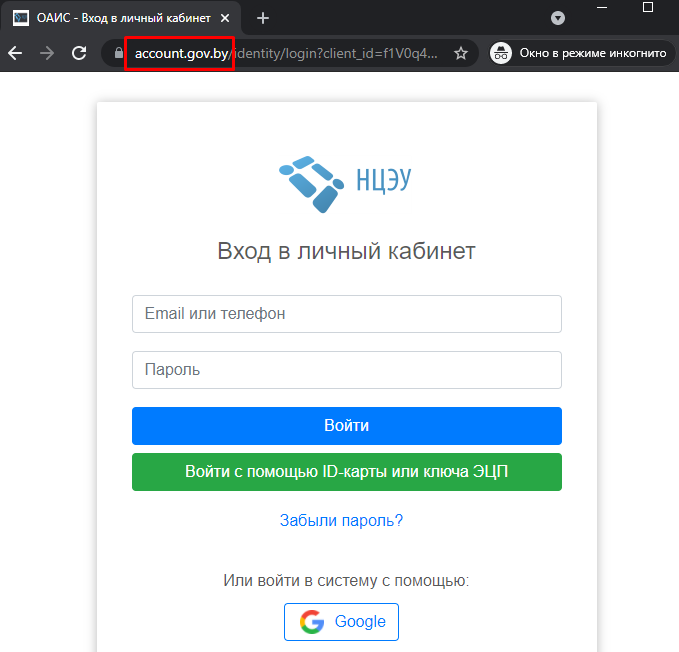 ОАИС - Вход в личный кабинет
account.gov.by/identity/login?client_id=f1V0q4...
Окно в режиме инкогнито
НЦЭУ
Вход в личный кабинет
Email или телефон
Пароль
Войти
Войти с помощью ID-карты или ключа ЭЦП
Забыли пароль?
Или войти в систему с помощью:
Google